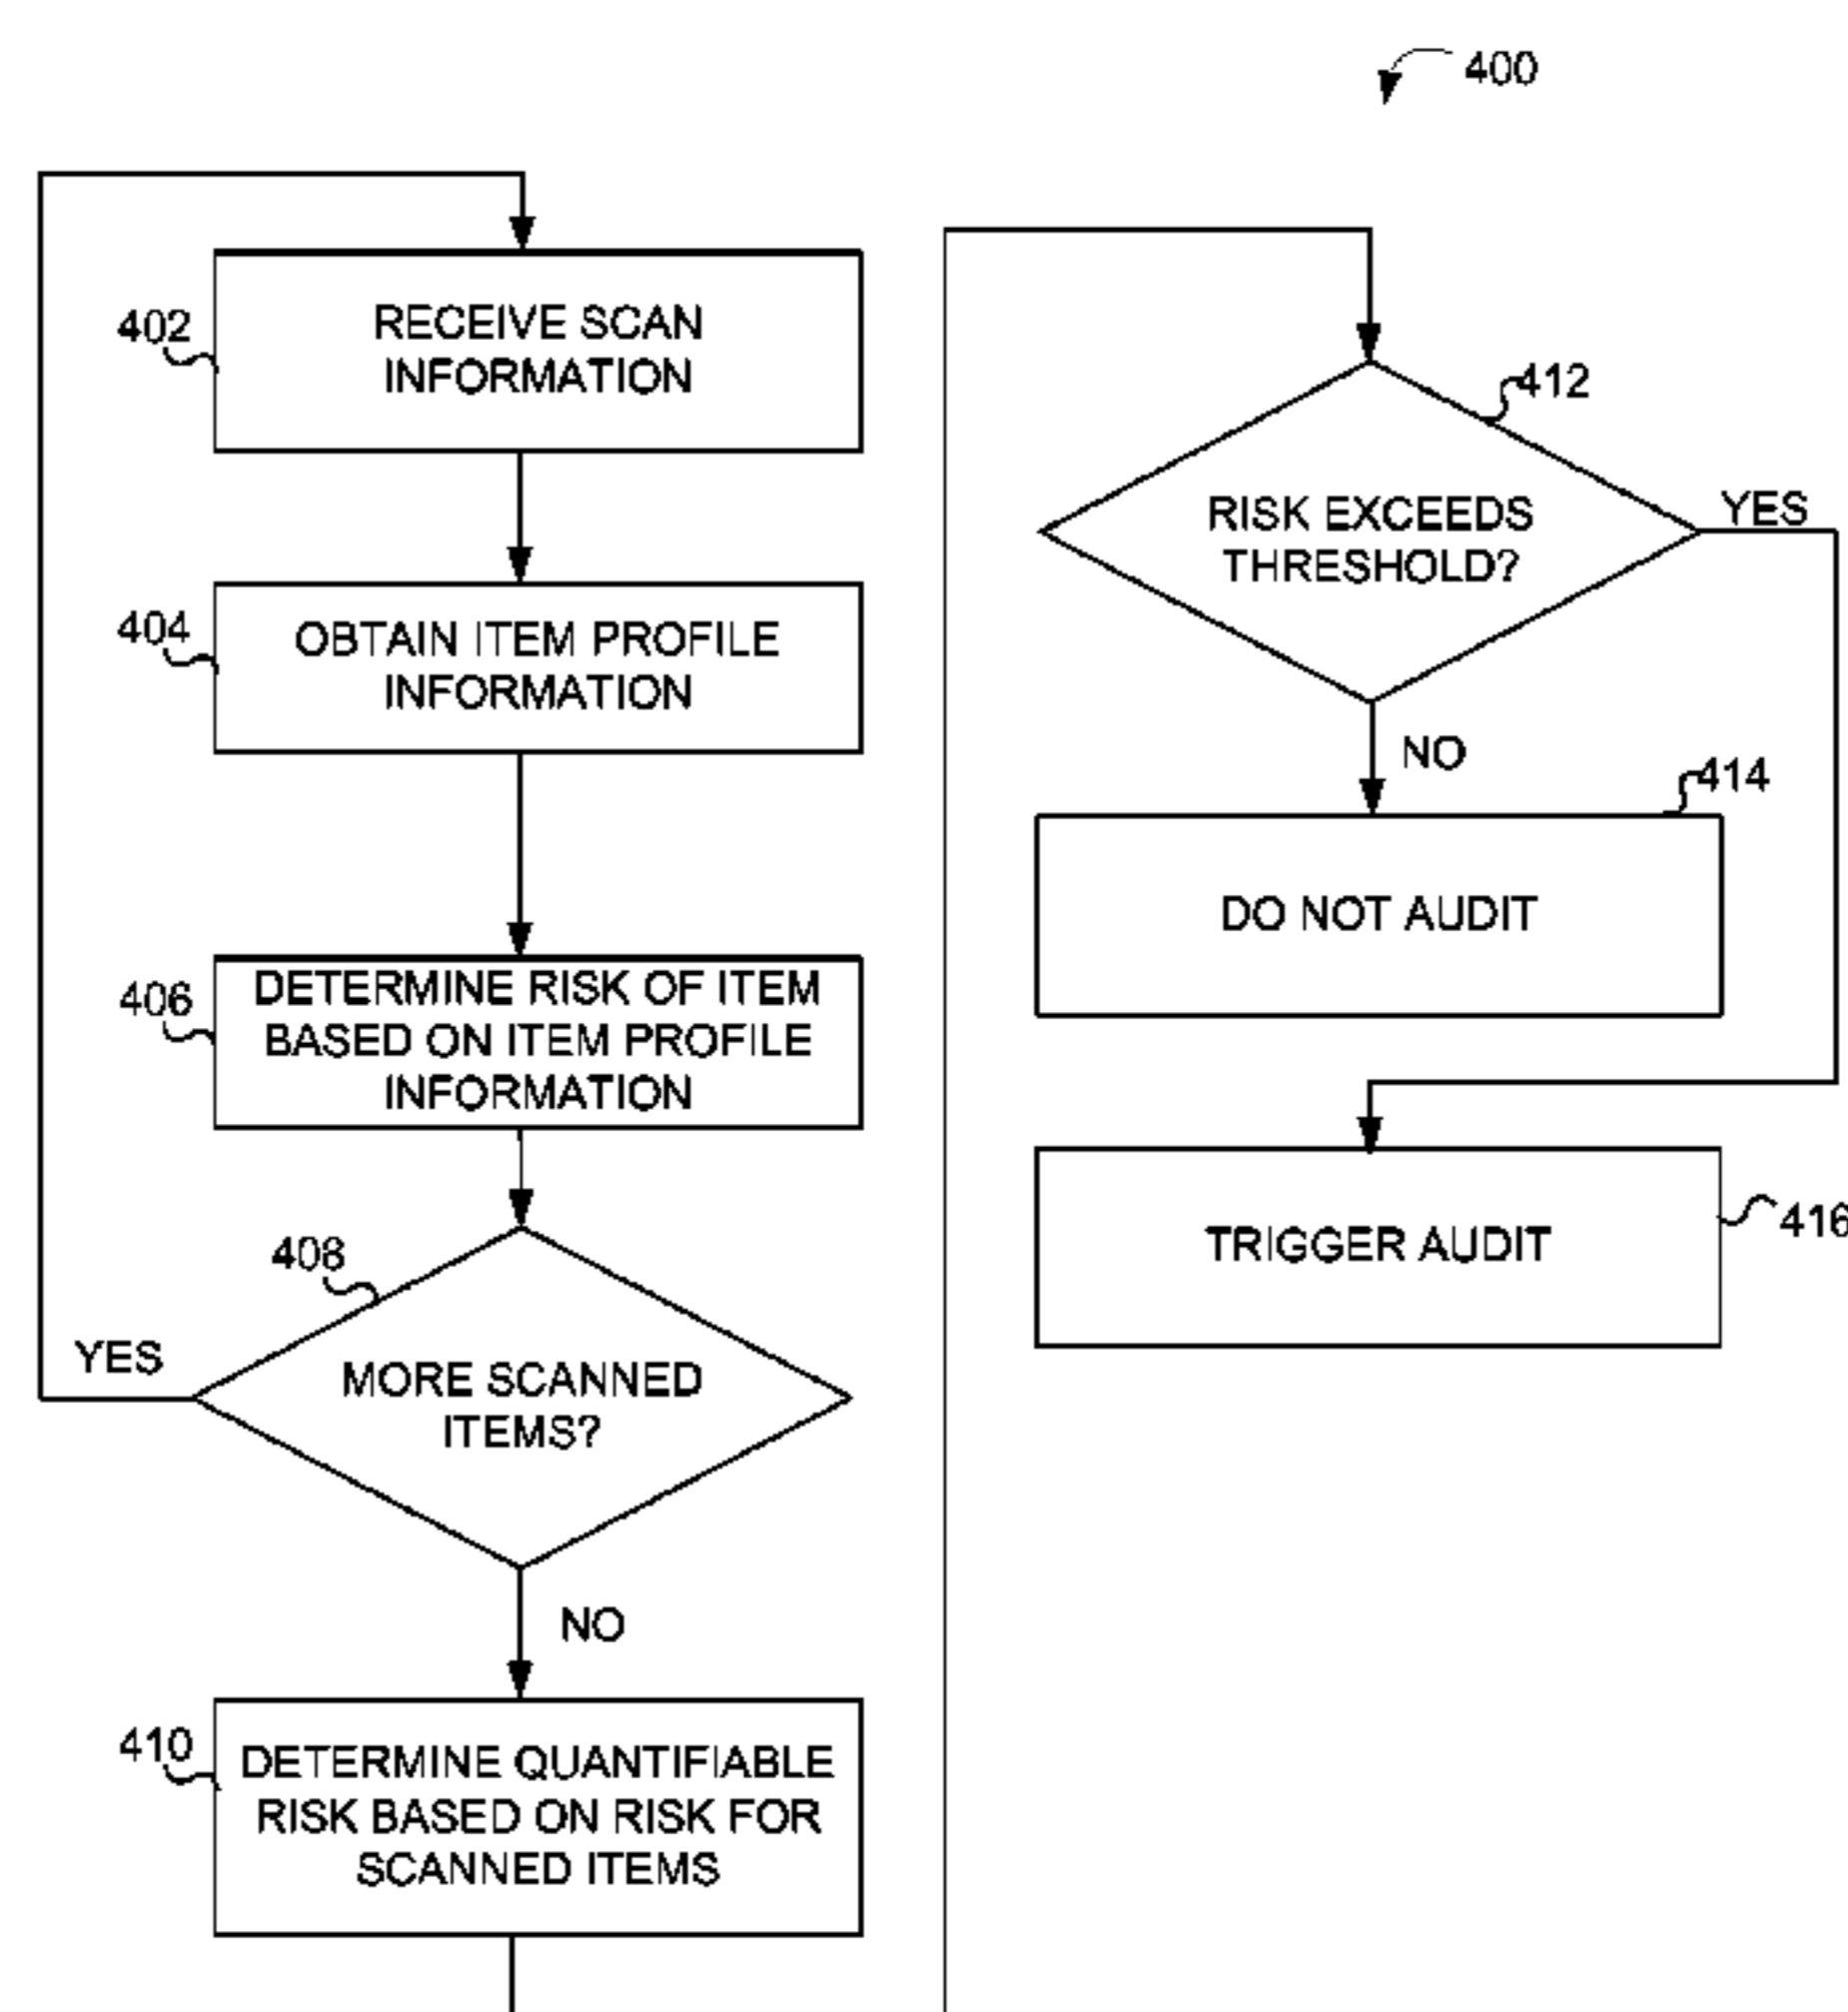 400
402
RECEIVE SCAN
INFORMATION
404
OBTAIN ITEM PROFILE
INFORMATION
406
DETERMINE RISK OF ITEM
BASED ON ITEM PROFILE
INFORMATION
408
YES
MORE SCANNED
ITEMS?
NO
410
DETERMINE QUANTIFIABLE
RISK BASED ON RISK FOR
SCANNED ITEMS
412
RISK EXCEEDS
THRESHOLD?
YES
NO
414
DO NOT AUDIT
TRIGGER AUDIT
416